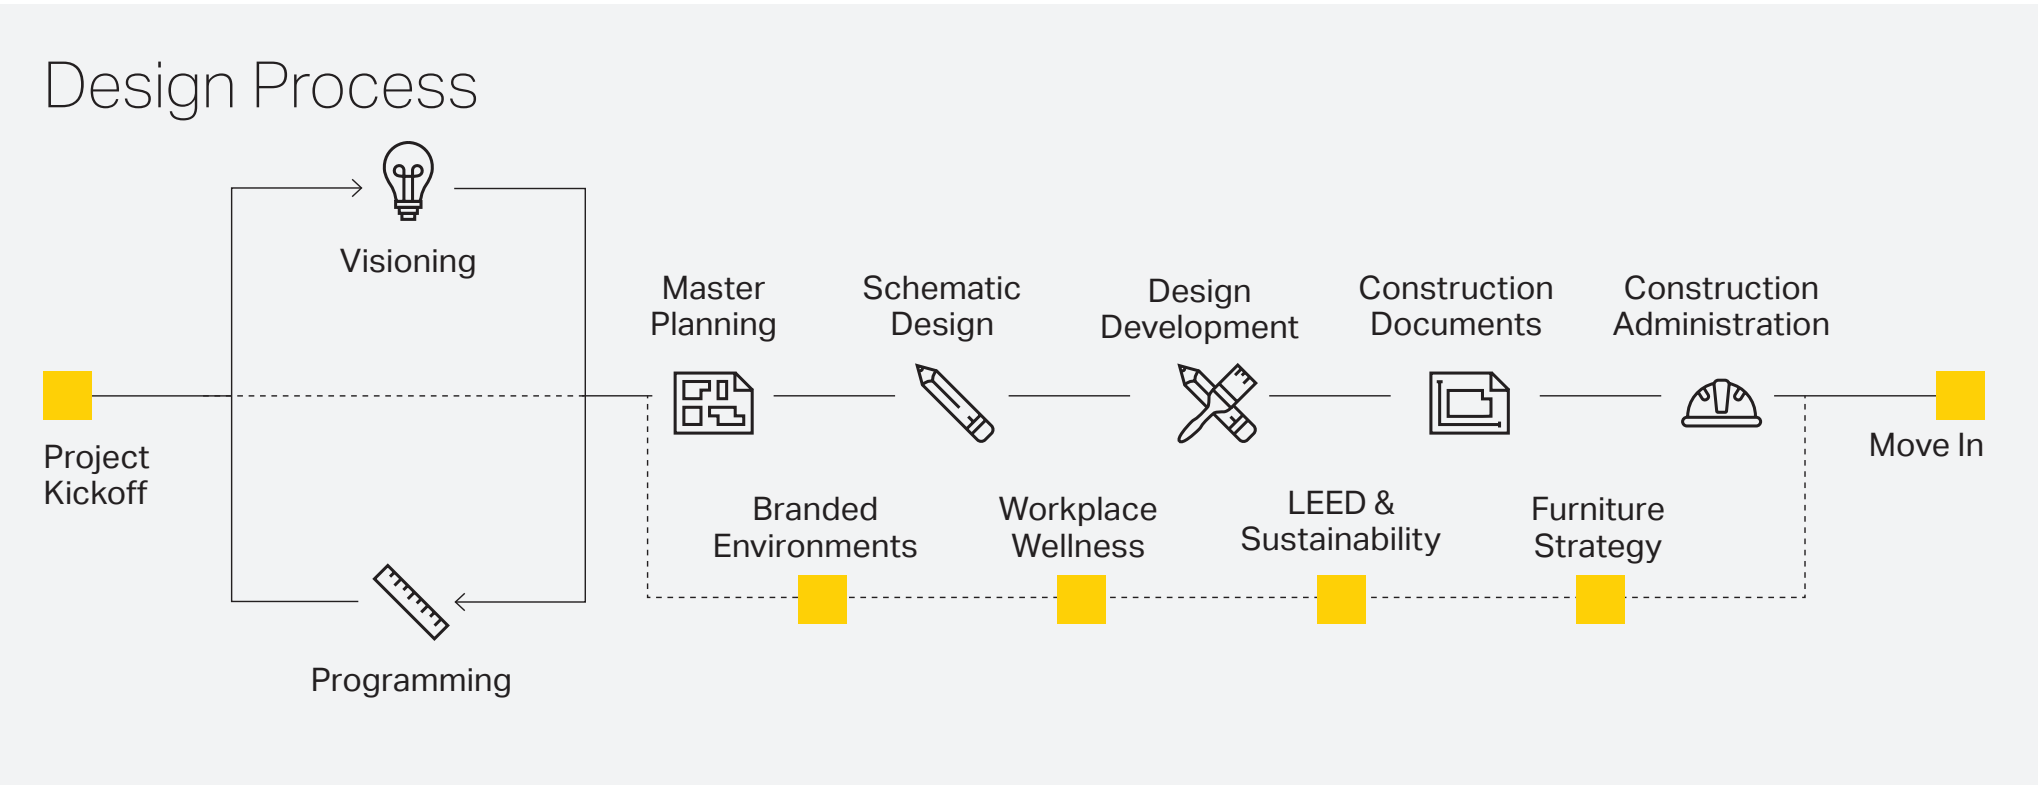 Design Process
Visioning
Master
Planning
Schematic
Design
Design
Development
Construction
Documents
Construction
Administration
Project
Kickoff
Move In
Branded
Environments
Workplace
Wellness
LEED &
Sustainability
Furniture
Strategy
Programming